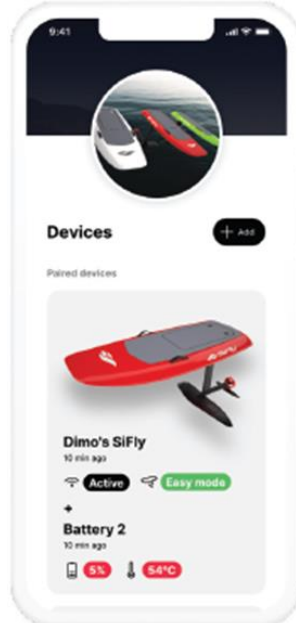 9:41
Devices
+ Add
Paired devices
Dimo's SiFly
10 min ago
Active Easy mode
+
Battery 2
10 min ago
5% 54°C